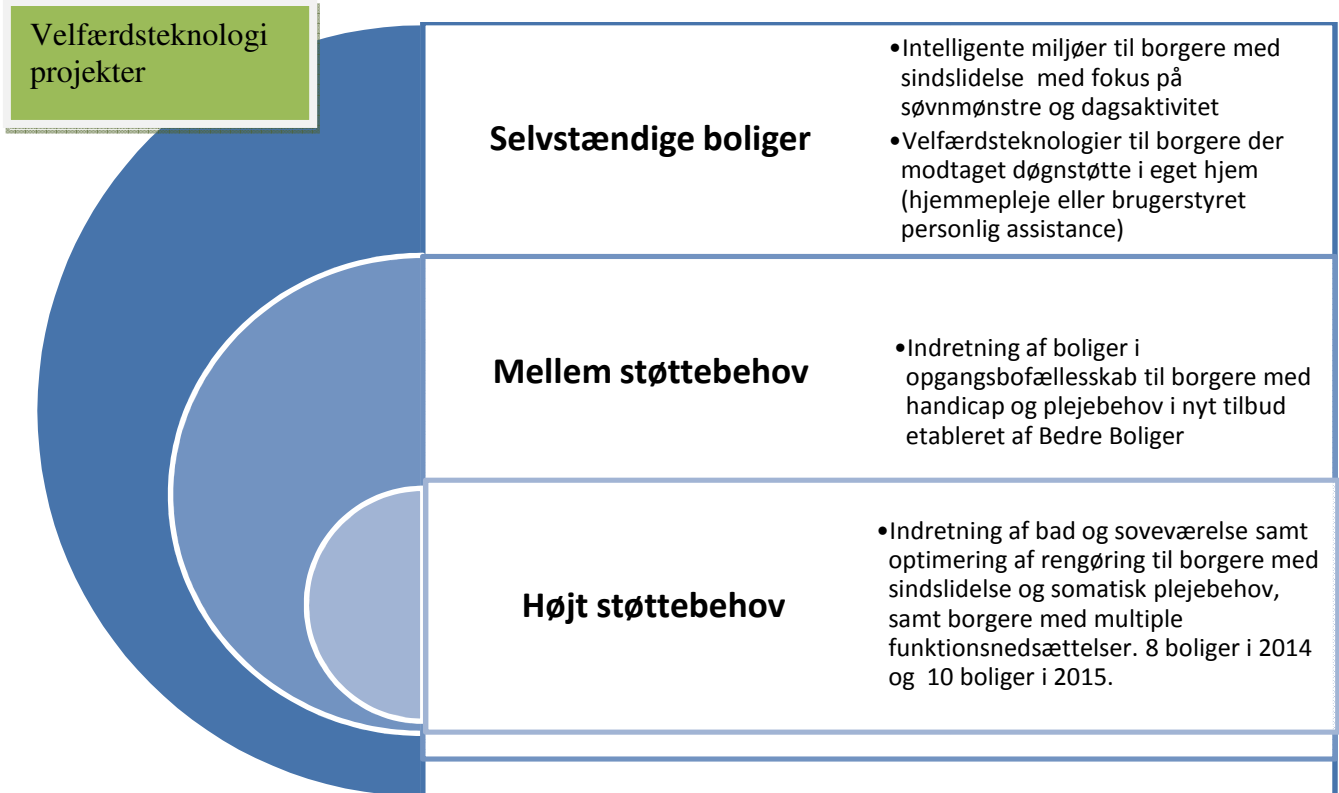 Velfærdsteknologi
projekter
Selvstændige boliger
•Intelligente miljøer til borgere med
sindslidelse med fokus på
søvnmønstre og dagsaktivitet
•Velfærdsteknologier til borgere der
modtaget døgnstøtte i eget hjem
(hjemmepleje eller brugerstyret
personlig assistance)
Mellem støttebehov
•Indretning af boliger i
opgangsbofællesskab til borgere med
handicap og plejebehov i nyt tilbud
etableret af Bedre Boliger
Højt støttebehov
•Indretning af bad og soveværelse samt
optimering af rengøring til borgere med
sindslidelse og somatisk plejebehov,
samt borgere med multiple
funktionsnedsættelser. 8 boliger i 2014
og 10 boliger i 2015.